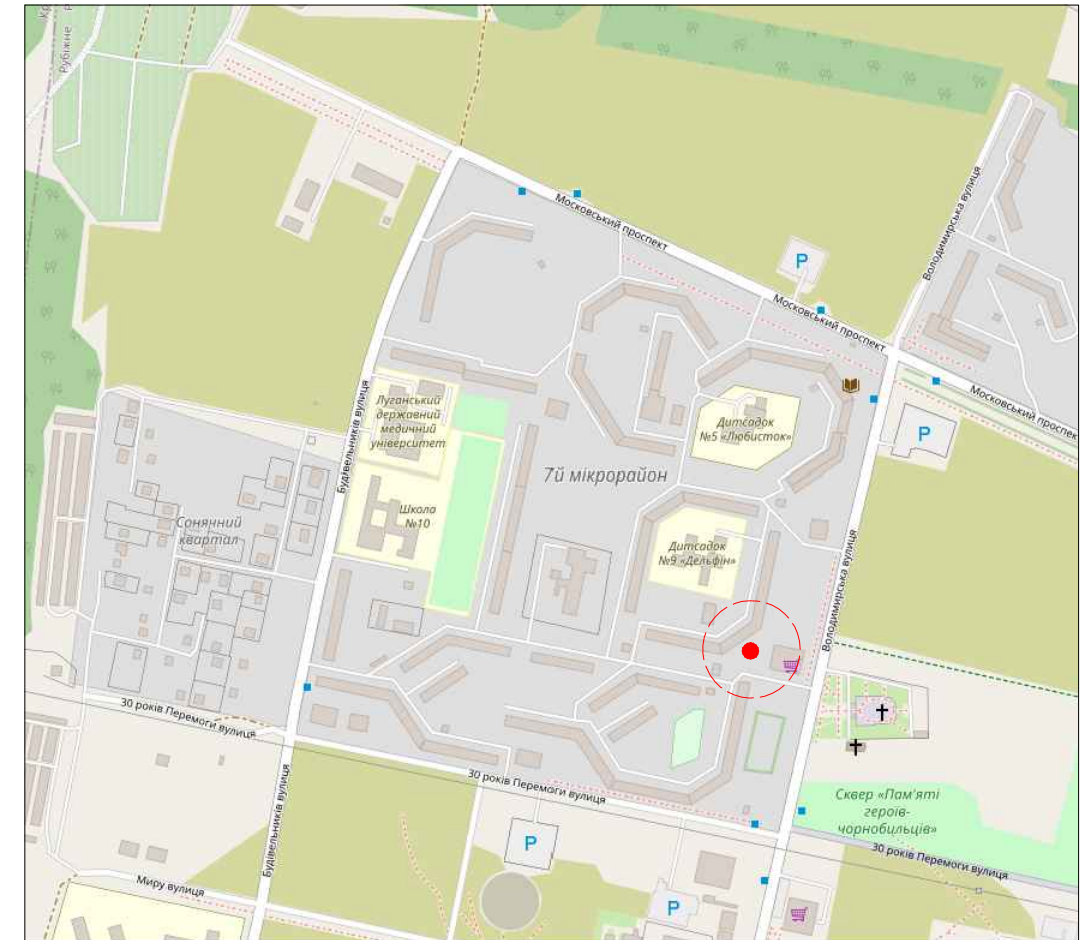 Рубіжне
Московський проспект
Володимирська вулиця
Московський проспект
Московський проспек
Луганський
державний
медичний
університет
Будівельників вулиця
Дитсадок
№5 «Любисток»
P
P
7й мікрорайон
Школа
№10
Сонячний
квартал
Дитсадок
№9 «Дельфін»
Володимирська вулиця
30 років Перемоги вулиця
30 років Перемоги вулиця
Сквер «Пам'яті
героїв-
чорнобильців»
30 років Перемоги вулиця
Будівельників вулиця
Миру вулиця
P
P